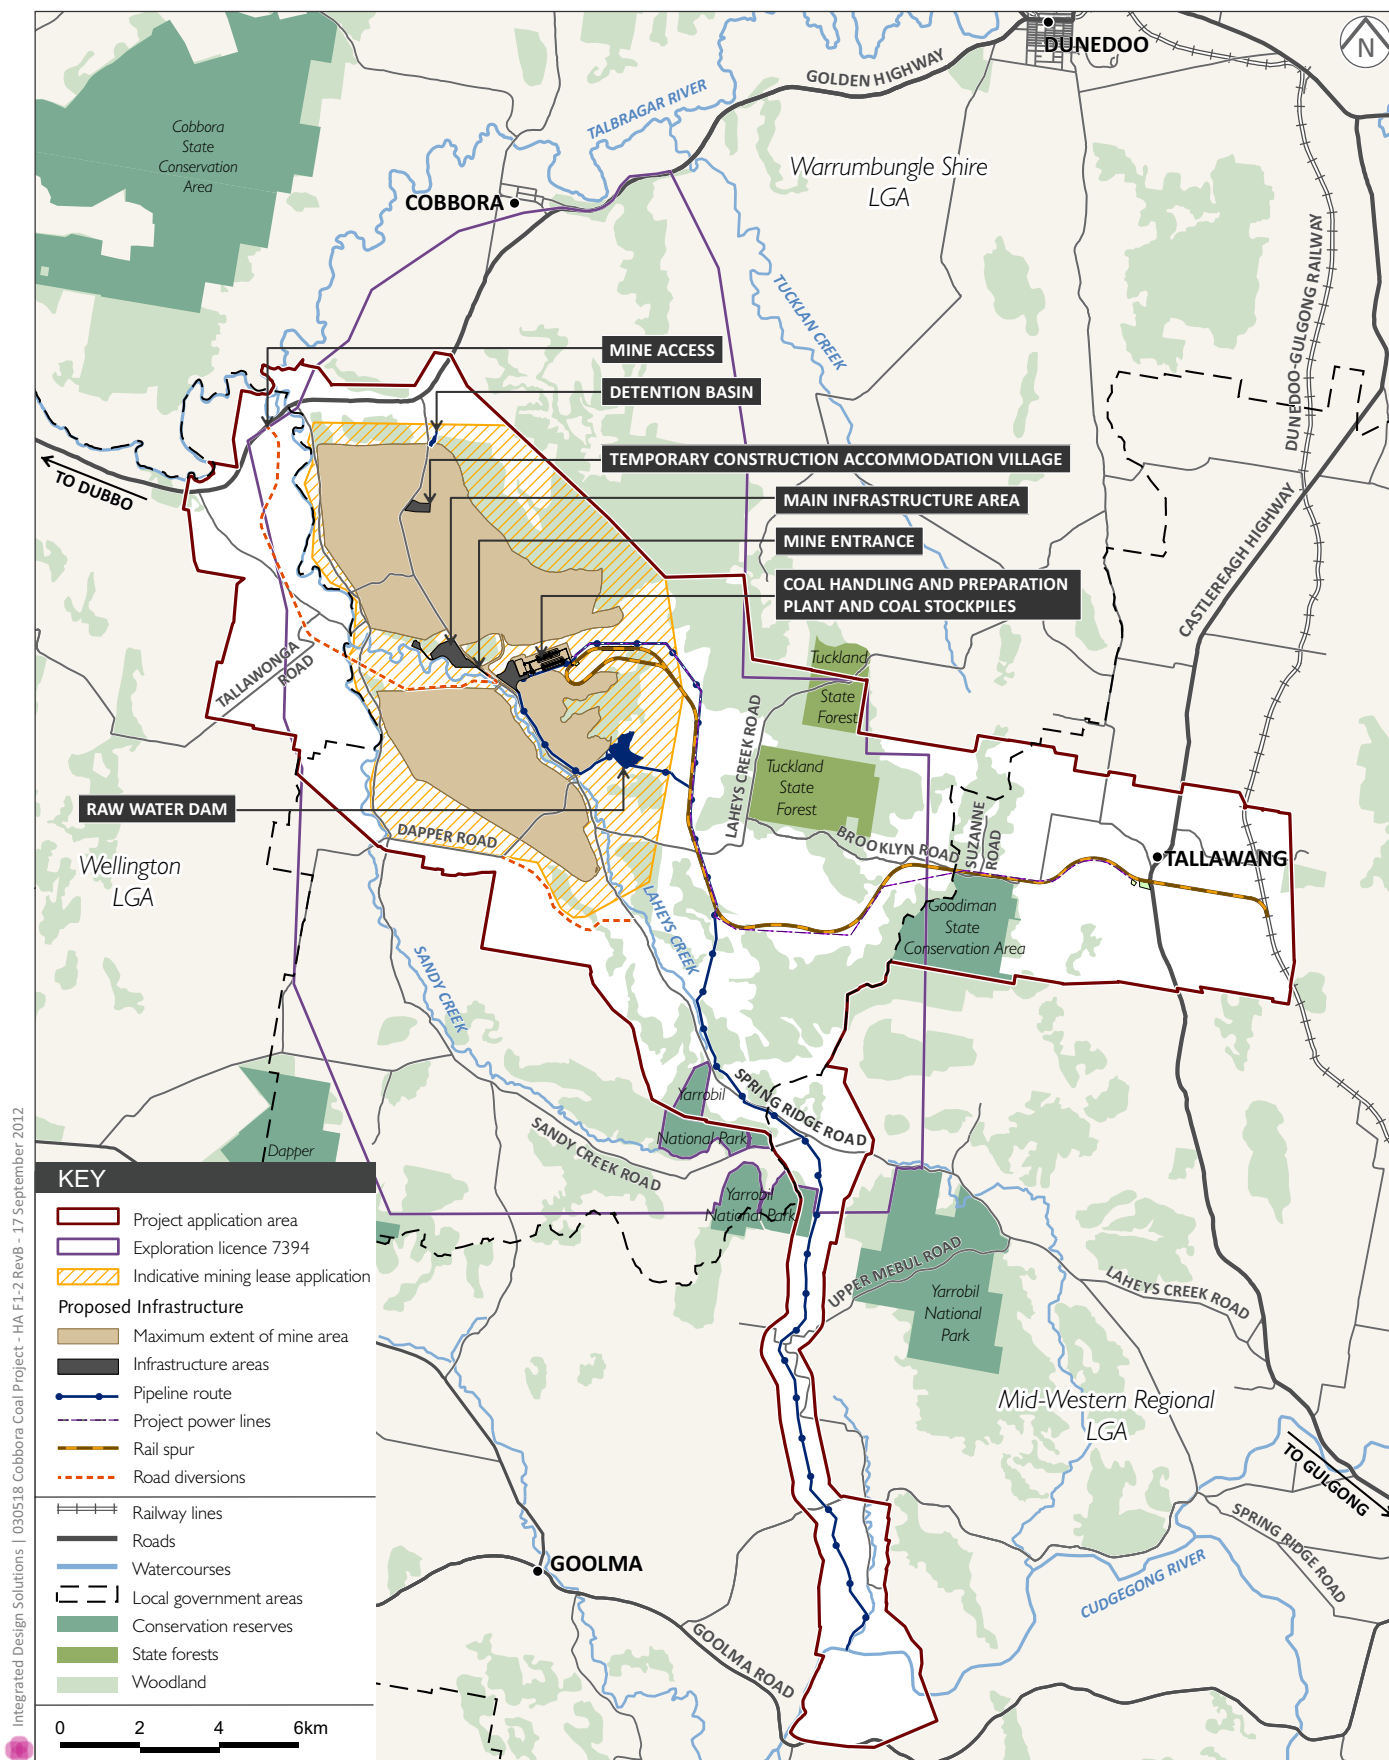 DUNEDOO
N
GOLDEN HIGHWAY
TALBRAGAR RIVER
Cobbora
State
Conservation
Area
Warrumbungle Shire
LGA
COBBORA
TUCKLAN CREEK
DUNEDOO-GULGONG RAILWAY
MINE ACCESS
DETENTION BASIN
TEMPORARY CONSTRUCTION ACCOMMODATION VILLAGE
TO DUBBO
MAIN INFRASTRUCTURE AREA
MINE ENTRANCE
CASTLEREAGH HIGHWAY
COAL HANDLING AND PREPARATION
PLANT AND COAL STOCKPILES
TALLAWONGA
ROAD
Tuckland
State
Forest
LAHEYS CREEK ROAD
Tuckland
State
Forest
RAW WATER DAM
DAPPER ROAD
BROOKLYN ROAD
SUZANNE
ROAD
TALLAWANG
Wellington
LGA
LAHEYS CREEK
Goodiman
State
Conservation Area
SANDY CREEK
SPRING RIDGE ROAD
Yarrobil
National Park
SANDY CREEK ROAD
Dapper
Yarrobil
National Park
UPPER MEBUL ROAD
LAHEYS CREEK ROAD
Yarrobil
National
Park
Mid-Western Regional
LGA
TO GULGONG
SPRING RIDGE ROAD
GOOLMA
CUDGEGONG RIVER
GOOLMA ROAD
KEY
Project application area
Exploration licence 7394
Indicative mining lease application
Proposed Infrastructure
Maximum extent of mine area
Infrastructure areas
Pipeline route
Project power lines
Rail spur
Road diversions
Railway lines
Roads
Watercourses
Local government areas
Conservation reserves
State forests
Woodland
0 2 4 6km
Integrated Design Solutions | 030518 Cobbora Coal Project - HA F1-2 RevB - 17 September 2012